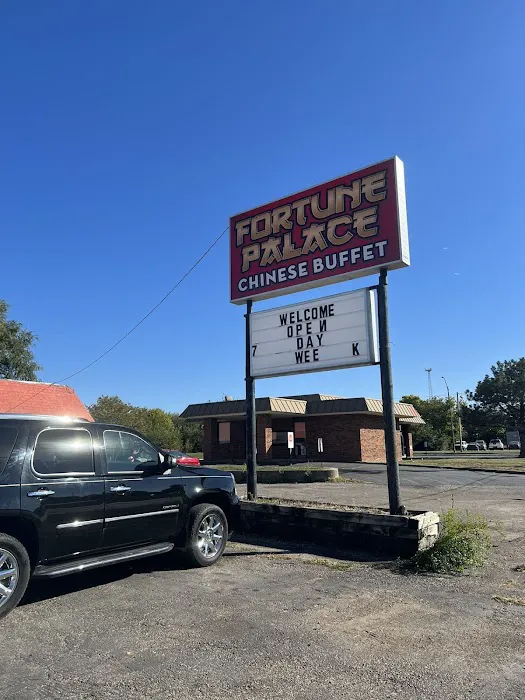 FORTUNE
PALACE
CHINESE BUFFET
WELCOME
OPEN
7 DAY
WEE K